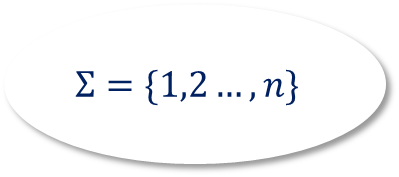 Σ = {1,2 …, n}